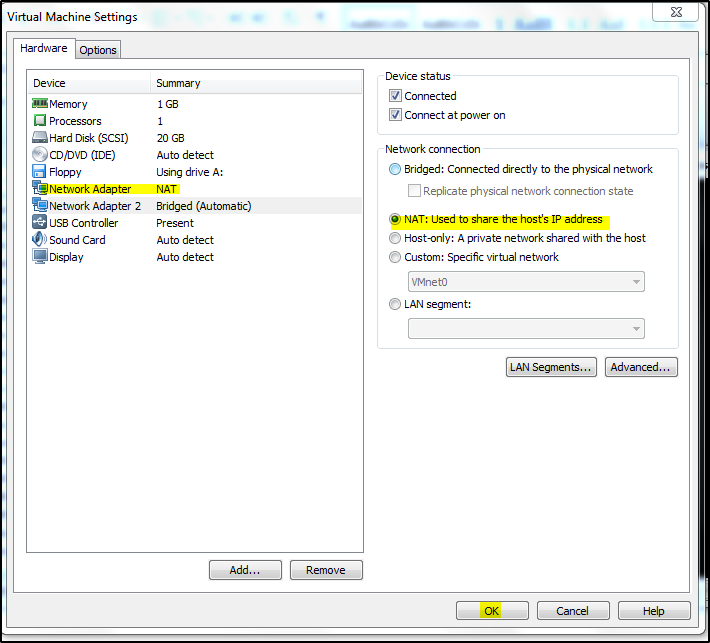 Virtual Machine Settings
Hardware
Options
Device Summary
Memory 1 GB
Processors 1
Hard Disk (SCSI) 20 GB
CD/DVD (IDE) Auto detect
Floppy Using drive A:
Network Adapter NAT
Network Adapter 2 Bridged (Automatic)
USB Controller Present
Sound Card Auto detect
Display Auto detect
Add...
Remove
Device status
Connected
Connect at power on
Network connection
Bridged: Connected directly to the physical network
Replicate physical network connection state
NAT: Used to share the host's IP address
Host-only: A private network shared with the host
Custom: Specific virtual network
VMnet0
LAN segment:
LAN Segments...
Advanced...
OK
Cancel
Help